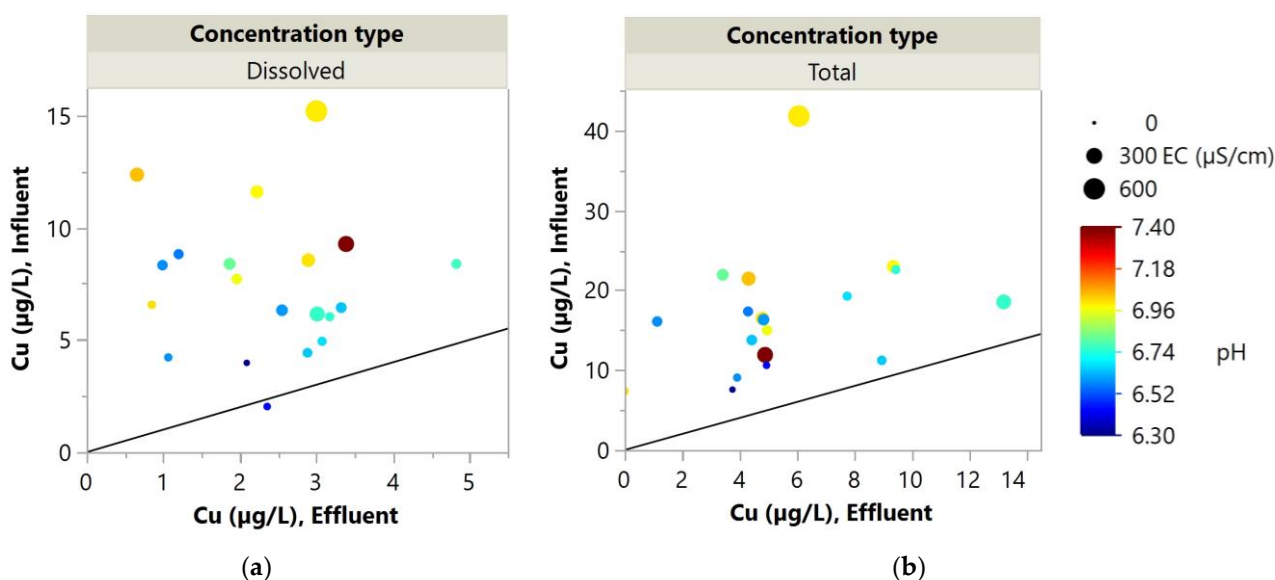 Concentration type
Dissolved
15
10
5
0
0
1
2
3
4
5
Cu (µg/L), Influent
Cu (µg/L), Effluent
(a)
Concentration type
Total
40
30
20
10
0
0
2
4
6
8
10
12
14
Cu (µg/L), Influent
Cu (µg/L), Effluent
(b)
0
300 EC (µS/cm)
600
7.40
7.18
6.96
6.74
6.52
6.30
pH